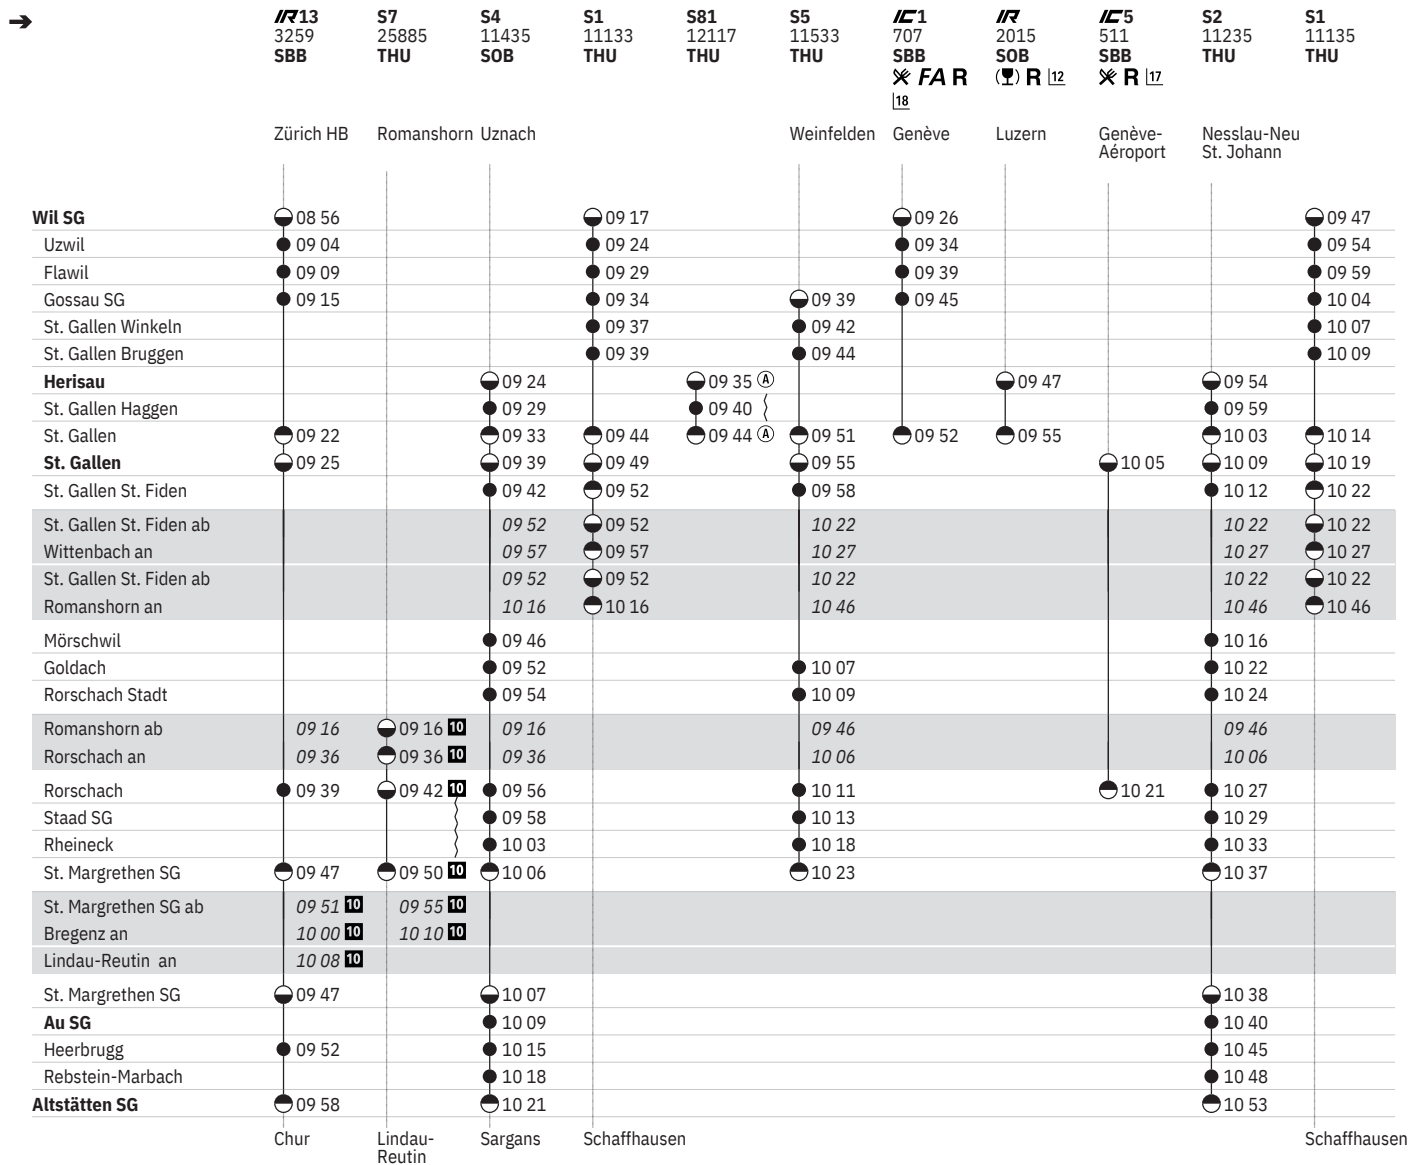 ➔ IR13 S7 S4 S1 S81 S5 IC1 IR IC5 S2 S1
3259 25885 11435 11133 12117 11533 707 2015 511 11235 11135
SBB THU SOB THU THU THU SBB SOB SBB THU THU
FA R R 12 R 17
18
Zürich HB Romanshorn Uznach Weinfelden Genève Luzern Genève- Nesslau-Neu
Aéroport St. Johann
Wil SG 08 56 09 17 09 26 09 47
Uzwil 09 04 09 24 09 34 09 54
Flawil 09 09 09 29 09 39 09 59
Gossau SG 09 15 09 34 09 39 09 45 10 04
St. Gallen Winkeln 09 37 09 42 10 07
St. Gallen Bruggen 09 39 09 44 10 09
Herisau 09 24 09 35 A 09 47 09 54
St. Gallen Haggen 09 29 09 40 09 59
St. Gallen 09 22 09 33 09 44 09 44 A 09 51 09 52 09 55 10 03 10 14
St. Gallen 09 25 09 39 09 49 09 55 10 05 10 09 10 19
St. Gallen St. Fiden 09 42 09 52 09 58 10 12 10 22
St. Gallen St. Fiden ab 09 52 09 52 10 22 10 22 10 22
Wittenbach an 09 57 09 57 10 27 10 27 10 27
St. Gallen St. Fiden ab 09 52 09 52 10 22 10 22 10 22
Romanshorn an 10 16 10 16 10 46 10 46 10 46
Mörschwil 09 46 10 16
Goldach 09 52 10 07 10 22
Rorschach Stadt 09 54 10 09 10 24
Romanshorn ab 09 16 09 16 10 09 16 09 46 09 46
Rorschach an 09 36 09 36 10 09 36 10 06 10 06
Rorschach 09 39 09 42 10 09 56 10 11 10 21 10 27
Staad SG 09 58 10 13 10 29
Rheineck 10 03 10 18 10 33
St. Margrethen SG 09 47 09 50 10 10 06 10 23 10 37
St. Margrethen SG ab 09 51 10 09 55 10
Bregenz an 10 00 10 10 10 10
Lindau-Reutin an 10 08 10
St. Margrethen SG 09 47 10 07 10 38
Au SG 10 09 10 40
Heerbrugg 09 52 10 15 10 45
Rebstein-Marbach 10 18 10 48
Altstätten SG 09 58 10 21 10 53
Chur Lindau- Sargans Schaffhausen Schaffhausen
Reutin